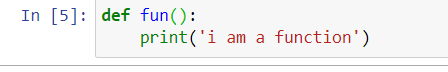 In [5]: def fun():
print('i am a function')